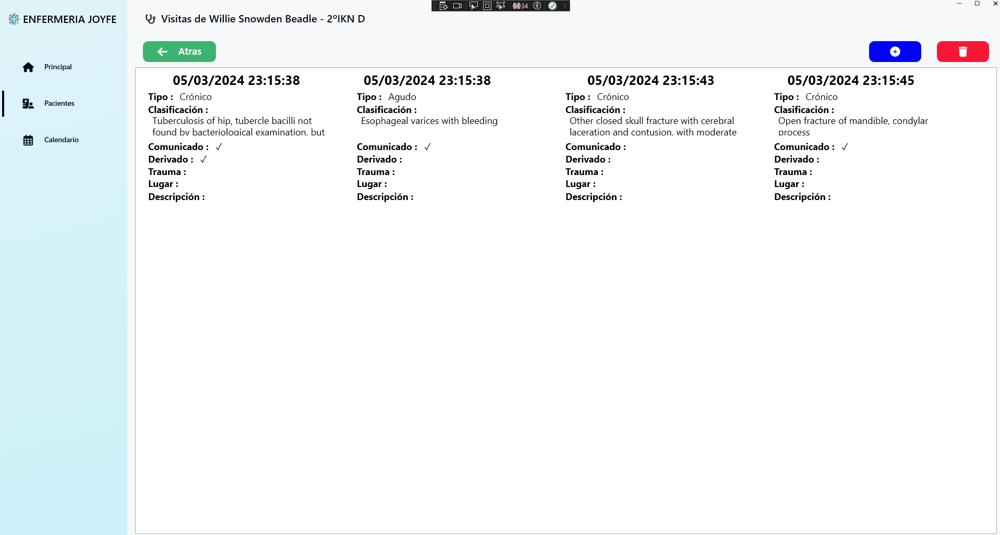 34
ENFERMERIA JOYFE
Visitas de Willie Snowden Beadle - 2ºIKN D
Principal
Pacientes
Calendario
Atras
05/03/2024 23:15:38
Tipo : Crónico
Clasificación :
Tuberculosis of hip, tubercle bacilli not
found by bacteriological examination, but
Comunicado : ✓
Derivado : ✓
Trauma :
Lugar :
Descripción :
05/03/2024 23:15:38
Tipo : Agudo
Clasificación :
Esophageal varices with bleeding
Comunicado : ✓
Derivado :
Trauma :
Lugar :
Descripción :
05/03/2024 23:15:43
Tipo : Crónico
Clasificación :
Other closed skull fracture with cerebral
laceration and contusion, with moderate
Comunicado :
Derivado :
Trauma :
Lugar :
Descripción :
05/03/2024 23:15:45
Tipo : Crónico
Clasificación :
Open fracture of mandible, condylar
process
Comunicado : ✓
Derivado :
Trauma :
Lugar :
Descripción :